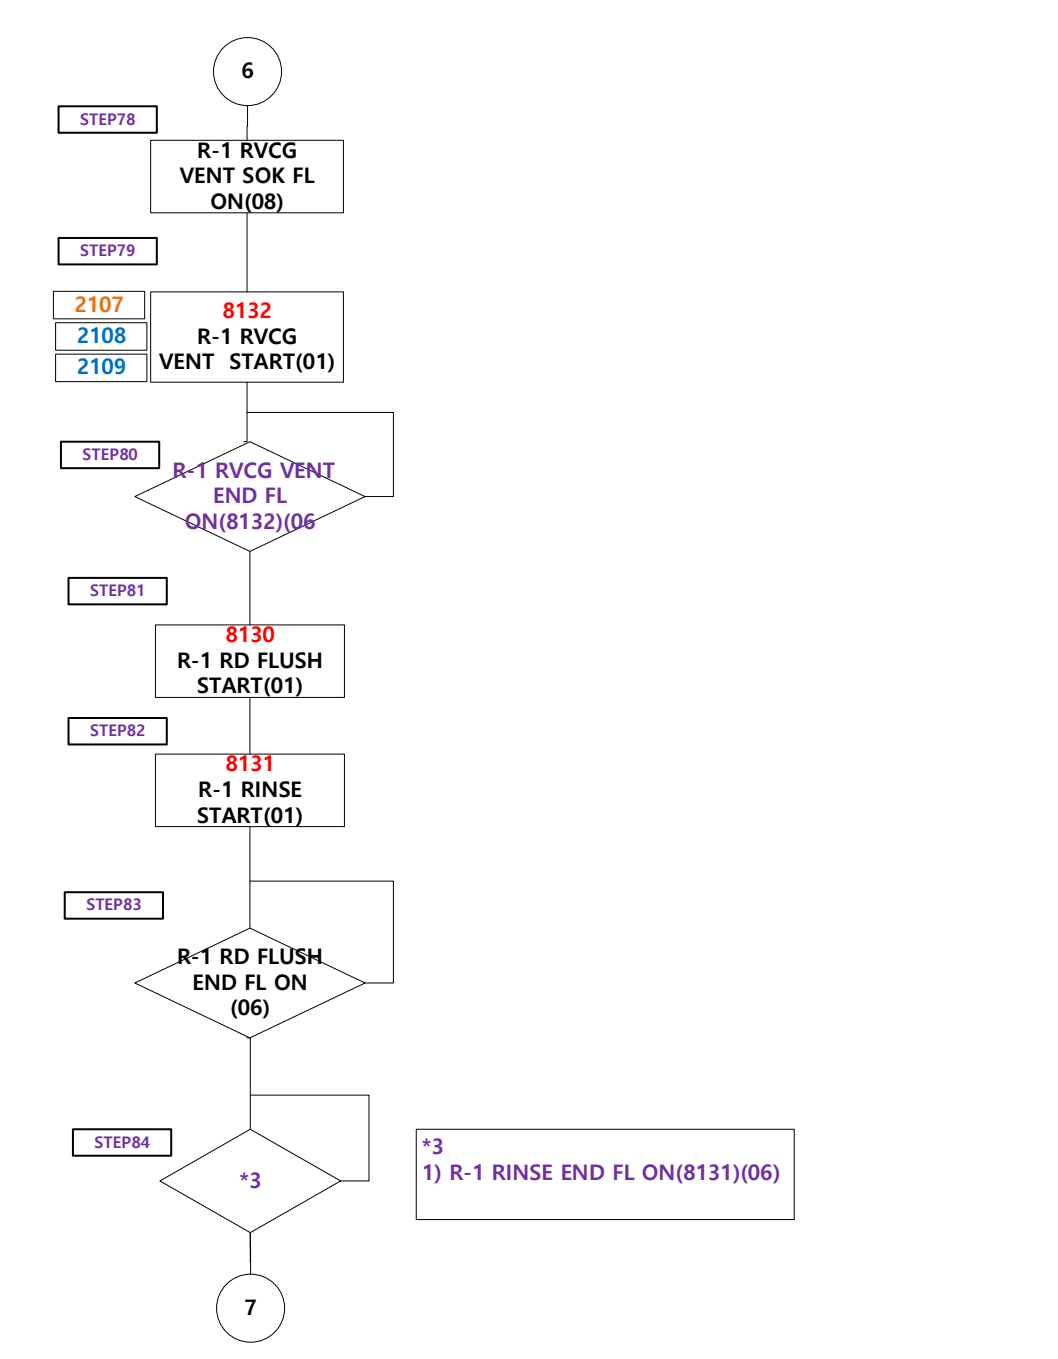 6
STEP78
R-1 RVCG
VENT SOK FL
ON(08)
STEP79
2107
2108
2109
8132
R-1 RVCG
VENT  START(01)
STEP80
R-1 RVCG VENT
END FL
ON(8132)(06
STEP81
8130
R-1 RD FLUSH
START(01)
STEP82
8131
R-1 RINSE
START(01)
STEP83
R-1 RD FLUSH
END FL ON
(06)
STEP84
*3
*3
1) R-1 RINSE END FL ON(8131)(06)
7